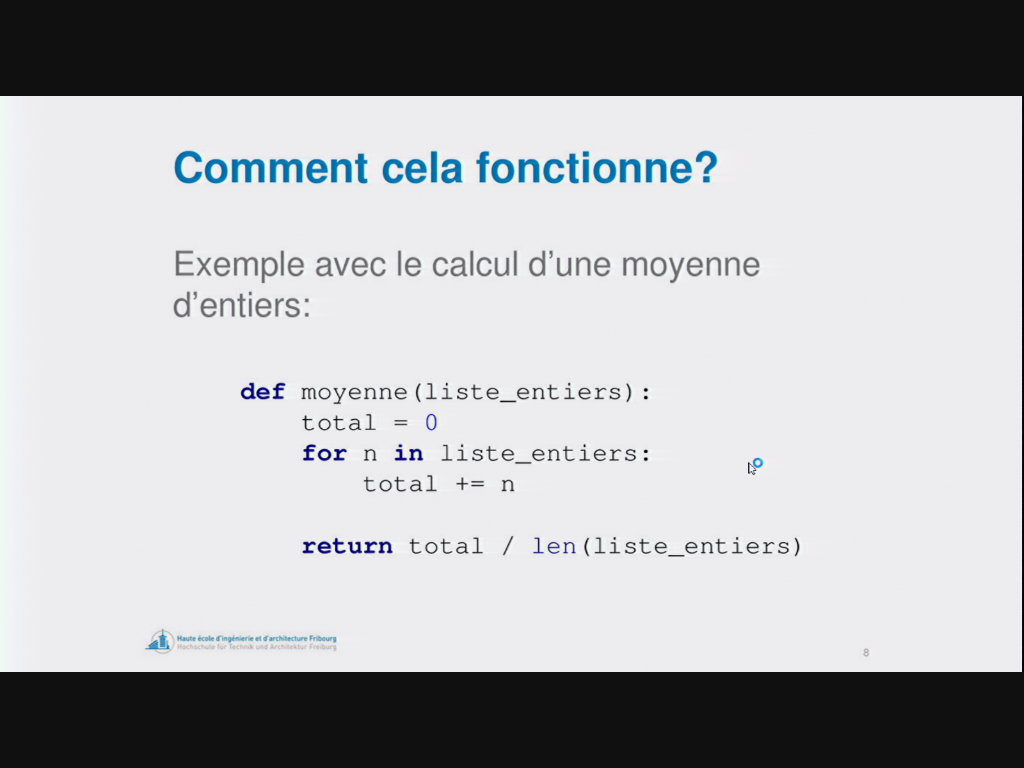 Comment cela fonctionne?
Exemple avec le calcul d'une moyenne
d'entiers:
def moyenne(liste_entiers):
    total = 0
    for n in liste_entiers:
        total += n
    return total / len(liste_entiers)
Haute école d'ingénierie et d'architecture Fribourg
Hochschule für Technik und Architektur Freiburg
8